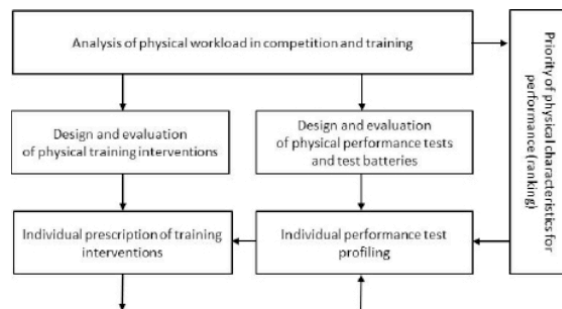 Analysis of physical workload in competition and training
Priority of physical characteristics for
performance (ranking)
Design and evaluation
of physical training interventions
Design and evaluation
of physical performance tests
and test batteries
Individual prescription of training
interventions
Individual performance test
profiling